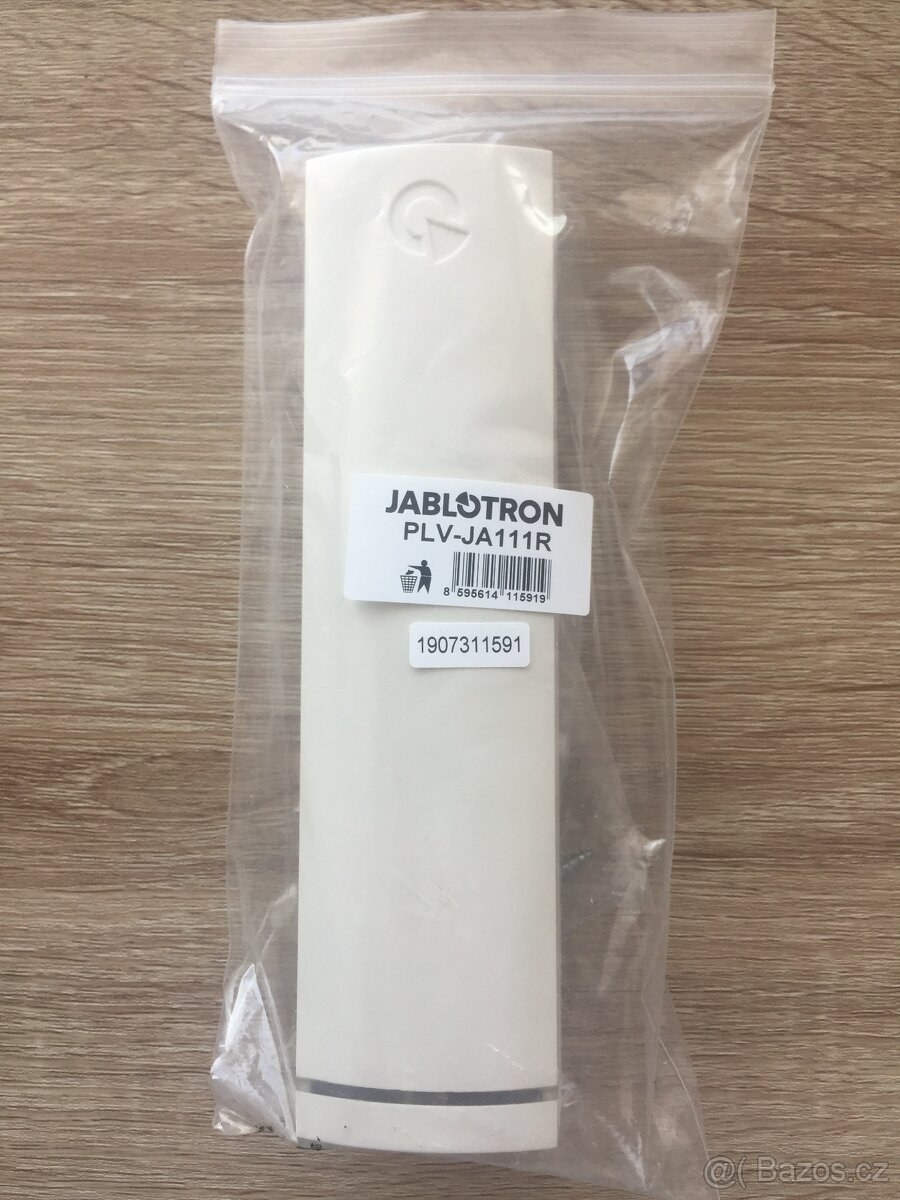 JABLOTRON
PLV-JA111R
8 595614 115919
1907311591
@( Bazos.cz